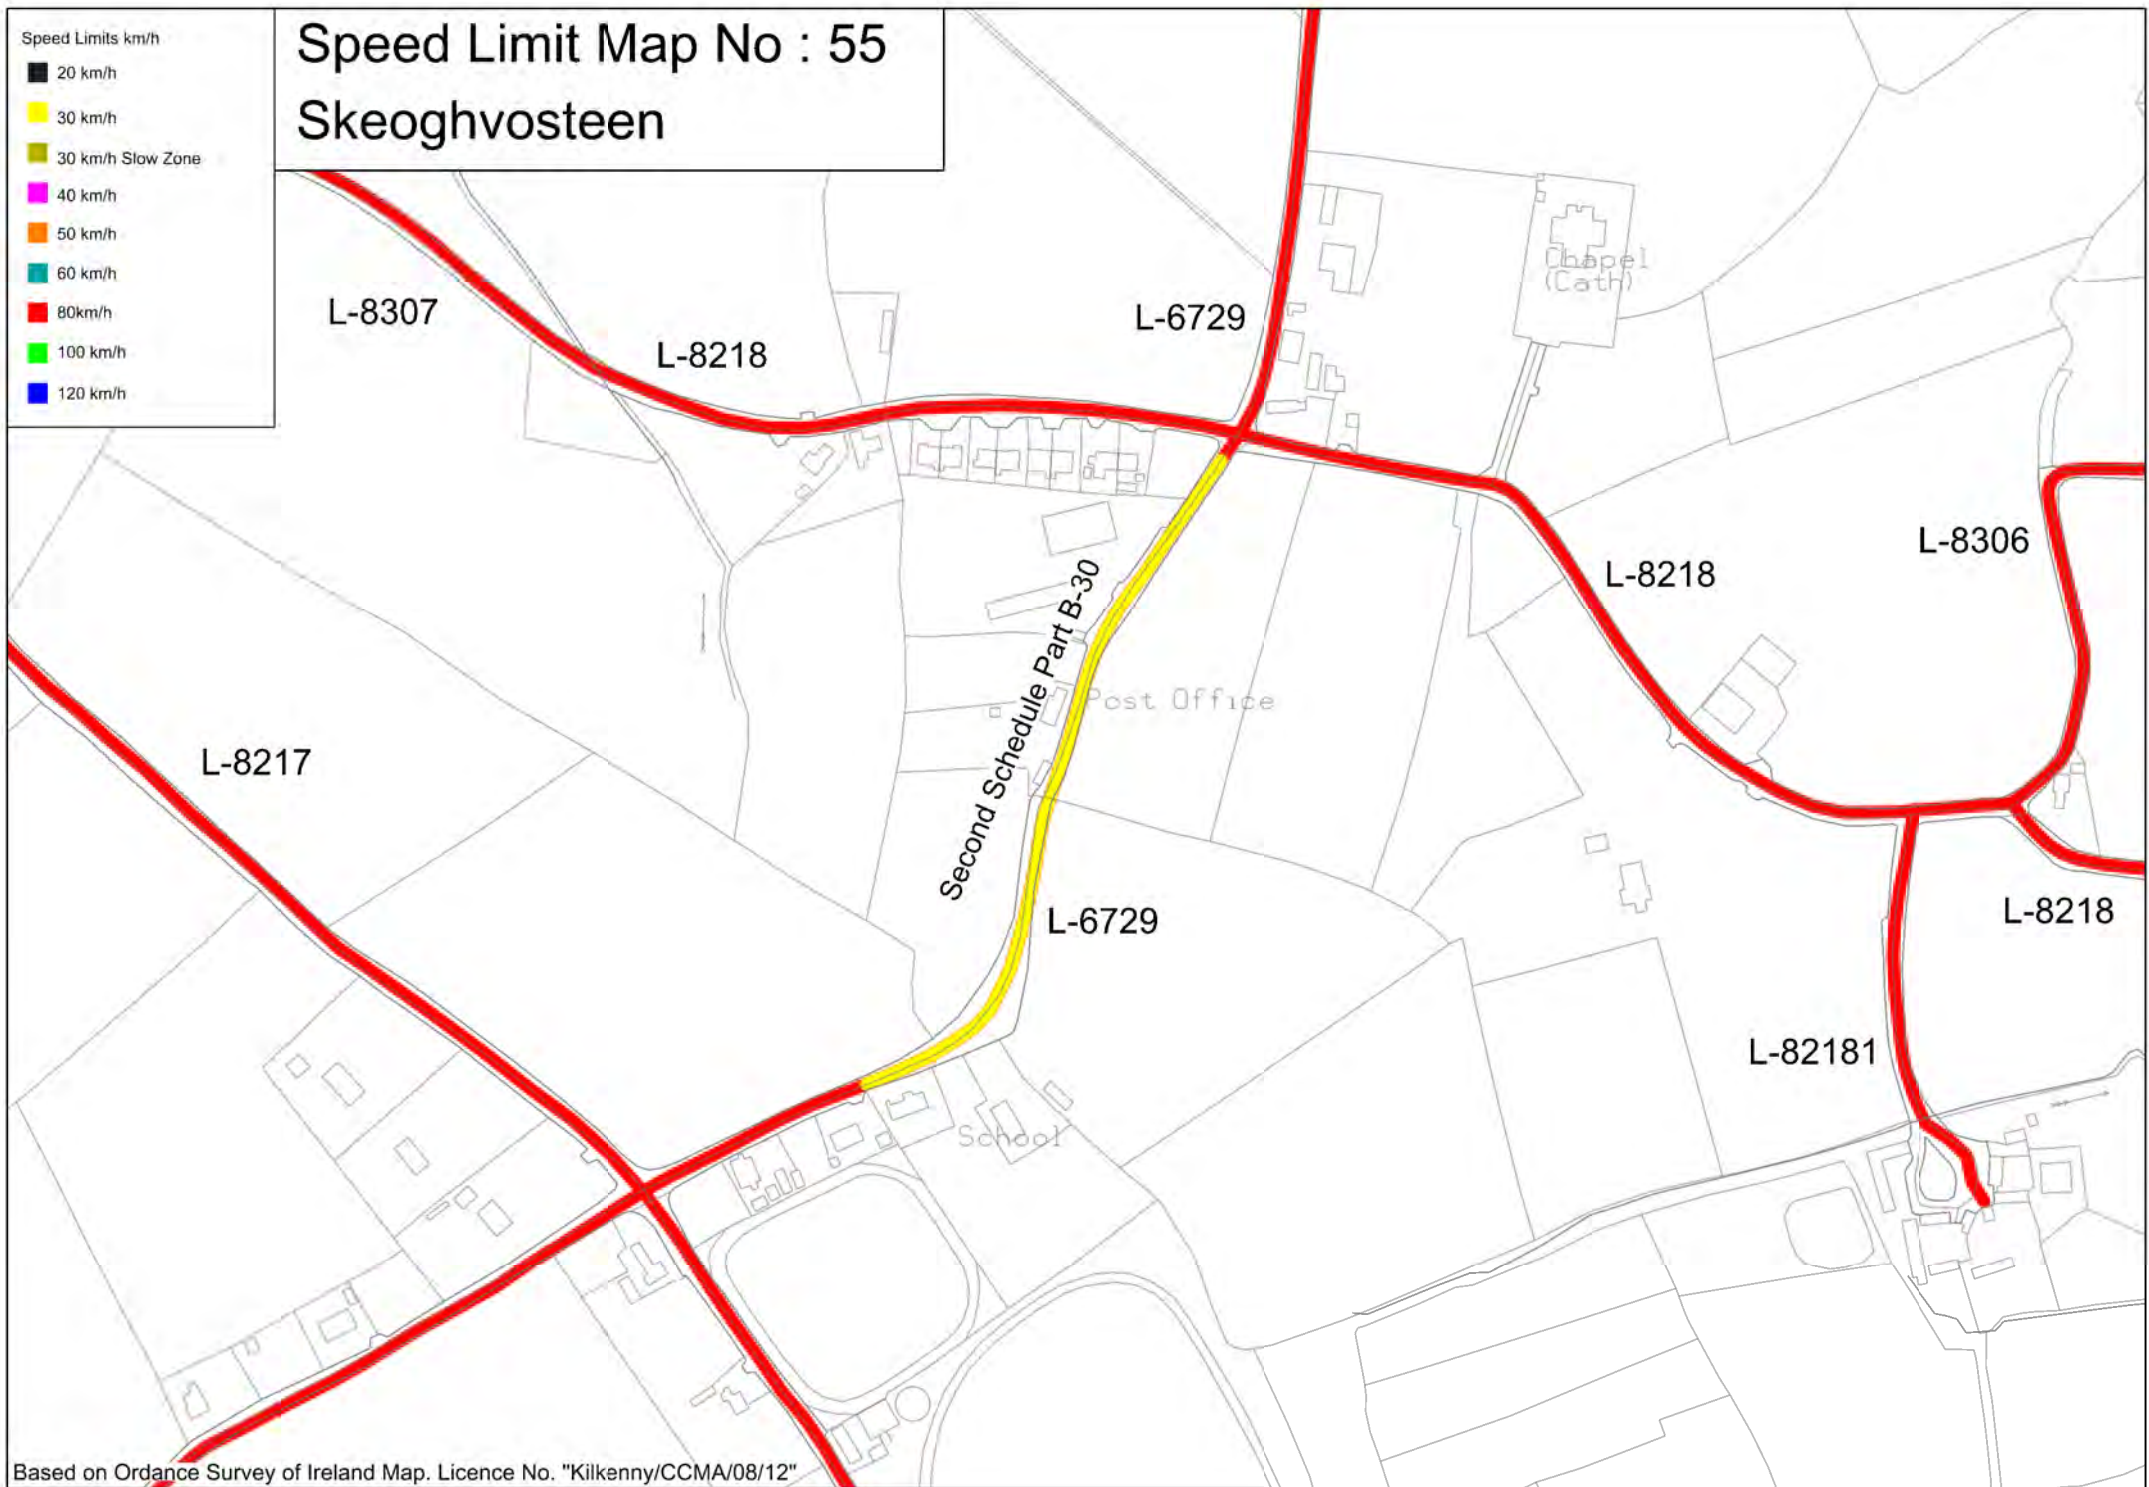 Speed Limits km/h
20 km/h
30 km/h
30 km/h Slow Zone
40 km/h
50 km/h
60 km/h
80km/h
100 km/h
120 km/h
Speed Limit Map No : 55
Skeoghvosteen
Chapel
(Cath)
L-8307
L-6729
L-8218
L-8306
L-8218
Second Schedule Part B-30
Post Office
L-8217
L-6729
L-8218
L-82181
School
Based on Ordance Survey of Ireland Map. Licence No. "Kilkenny/CCMA/08/12"